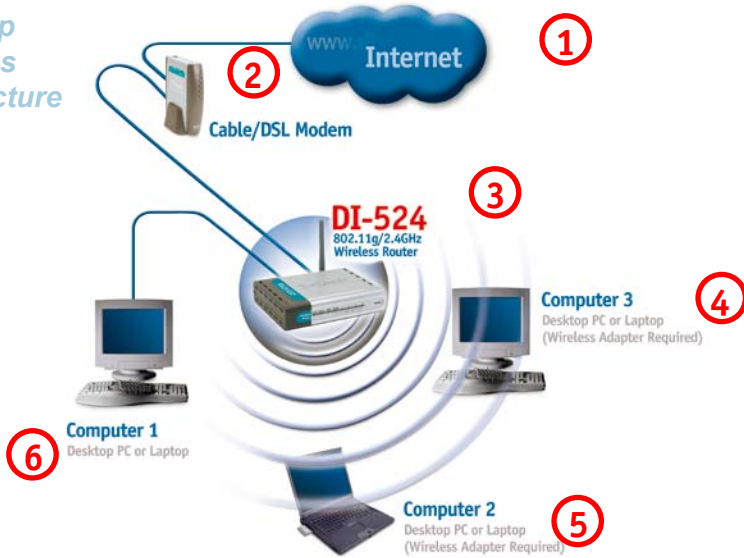 www.
Internet
1
2
Cable/DSL Modem
3
DI-524
802.11g/2.4GHz
Wireless Router
Computer 3
Desktop PC or Laptop
(Wireless Adapter Required)
4
Computer 1
Desktop PC or Laptop
6
Computer 2
Desktop PC or Laptop
(Wireless Adapter Required)
5